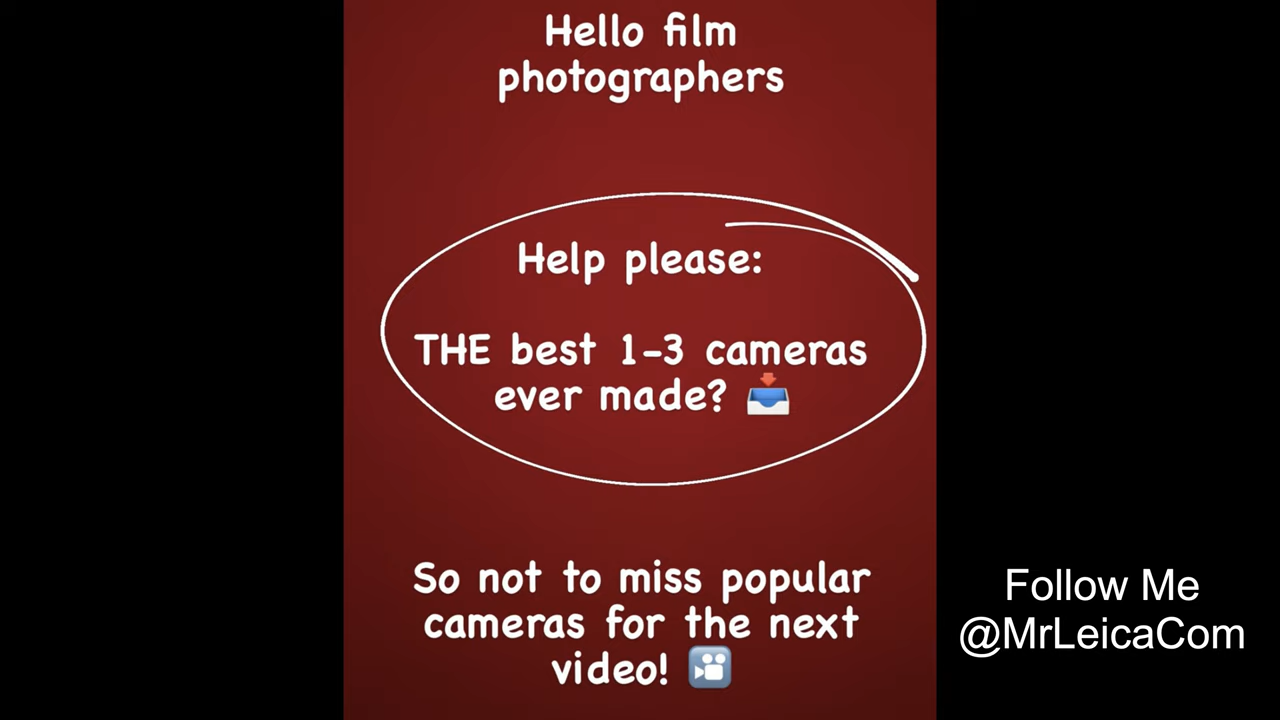 Hello film
photographers
Help please:
THE best 1-3 cameras
ever made? 📥
So not to miss popular
cameras for the next
video! 🎦
Follow Me
@MrLeicaCom